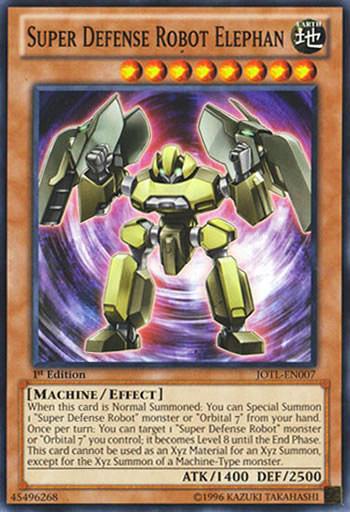 SUPER DEFENSE ROBOT ELEPHAN
EARTH
地
1st Edition
JOTL-EN007
[MACHINE/EFFECT]
When this card is Normal Summoned: You can Special Summon
1 "Super Defense Robot" monster or "Orbital 7" from your hand.
Once per turn: You can target 1 "Super Defense Robot" monster
or "Orbital 7" you control; it becomes Level 8 until the End Phase.
This card cannot be used as an Xyz Material for an Xyz Summon,
except for the Xyz Summon of a Machine-Type monster.
ATK/1400 DEF/2500
45496268
©1996 KAZUKI TAKAHASHI